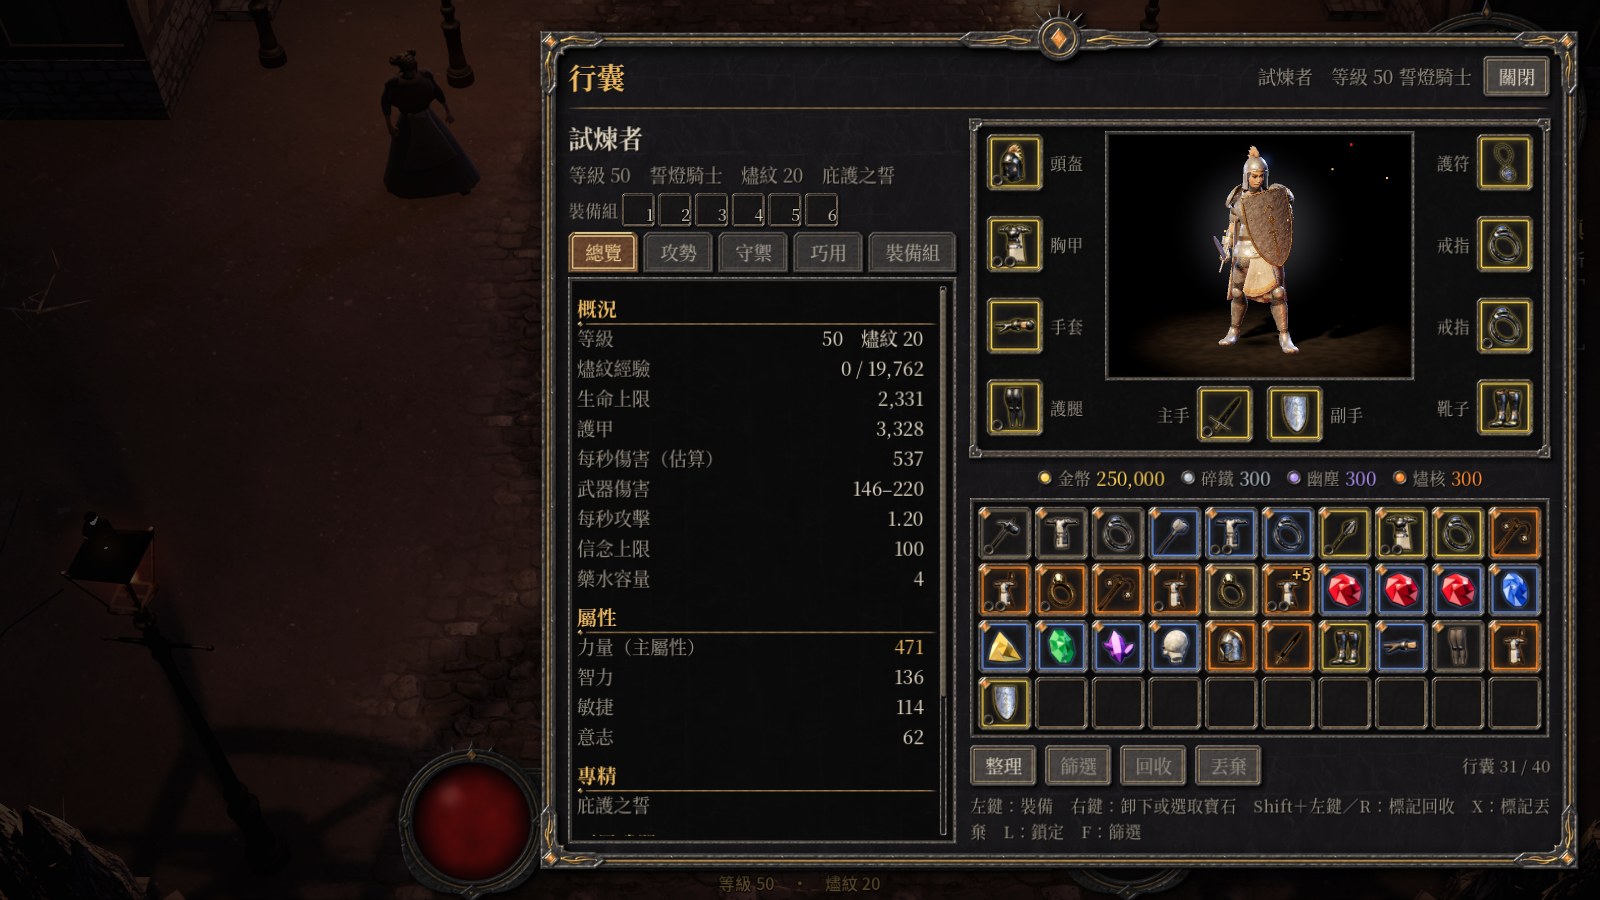 行囊
試煉者 等級 50 誓燈騎士 關閉
試煉者
等級 50 誓燈騎士 燼紋 20 庇護之誓
裝備組 1 2 3 4 5 6
總覽 攻勢 守禦 巧用 裝備組
概況
等級 50 燼紋 20
燼紋經驗 0 / 19,762
生命上限 2,331
護甲 3,328
每秒傷害（估算） 537
武器傷害 146–220
每秒攻擊 1.20
信念上限 100
藥水容量 4
屬性
力量（主屬性） 471
智力 136
敏捷 114
意志 62
專精
庇護之誓
頭盔 護符
胸甲 戒指
手套 戒指
護腿 主手 副手 靴子
金幣 250,000 碎鐵 300 幽塵 300 燼核 300
+5
整理 篩選 回收 丟棄 行囊 31 / 40
左鍵：裝備 右鍵：卸下或選取寶石 Shift＋左鍵／R：標記回收 X：標記丟
棄 L：鎖定 F：篩選
等級 50 · 燼紋 20